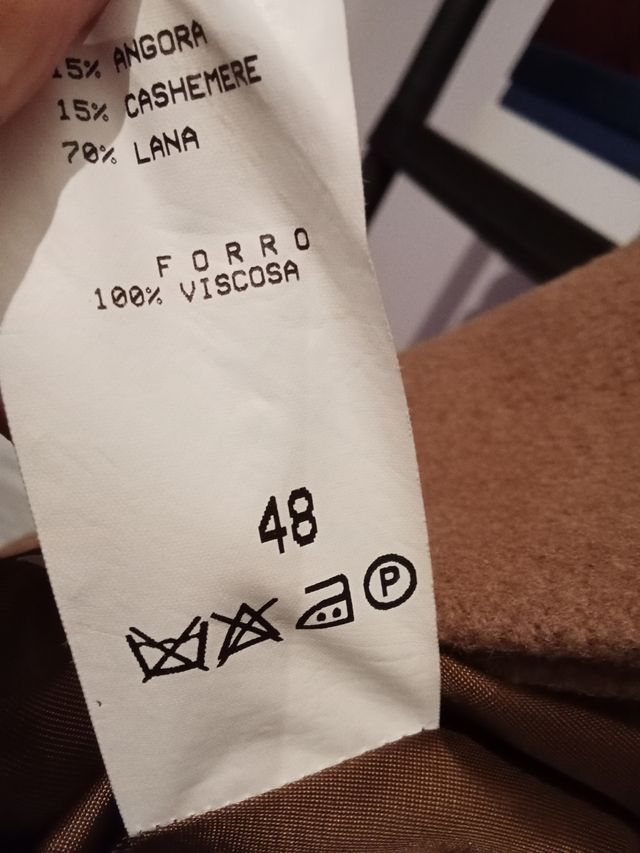 15% ANGORA
15% CASHEMERE
70% LANA
FORRO
100% VISCOSA
48
P